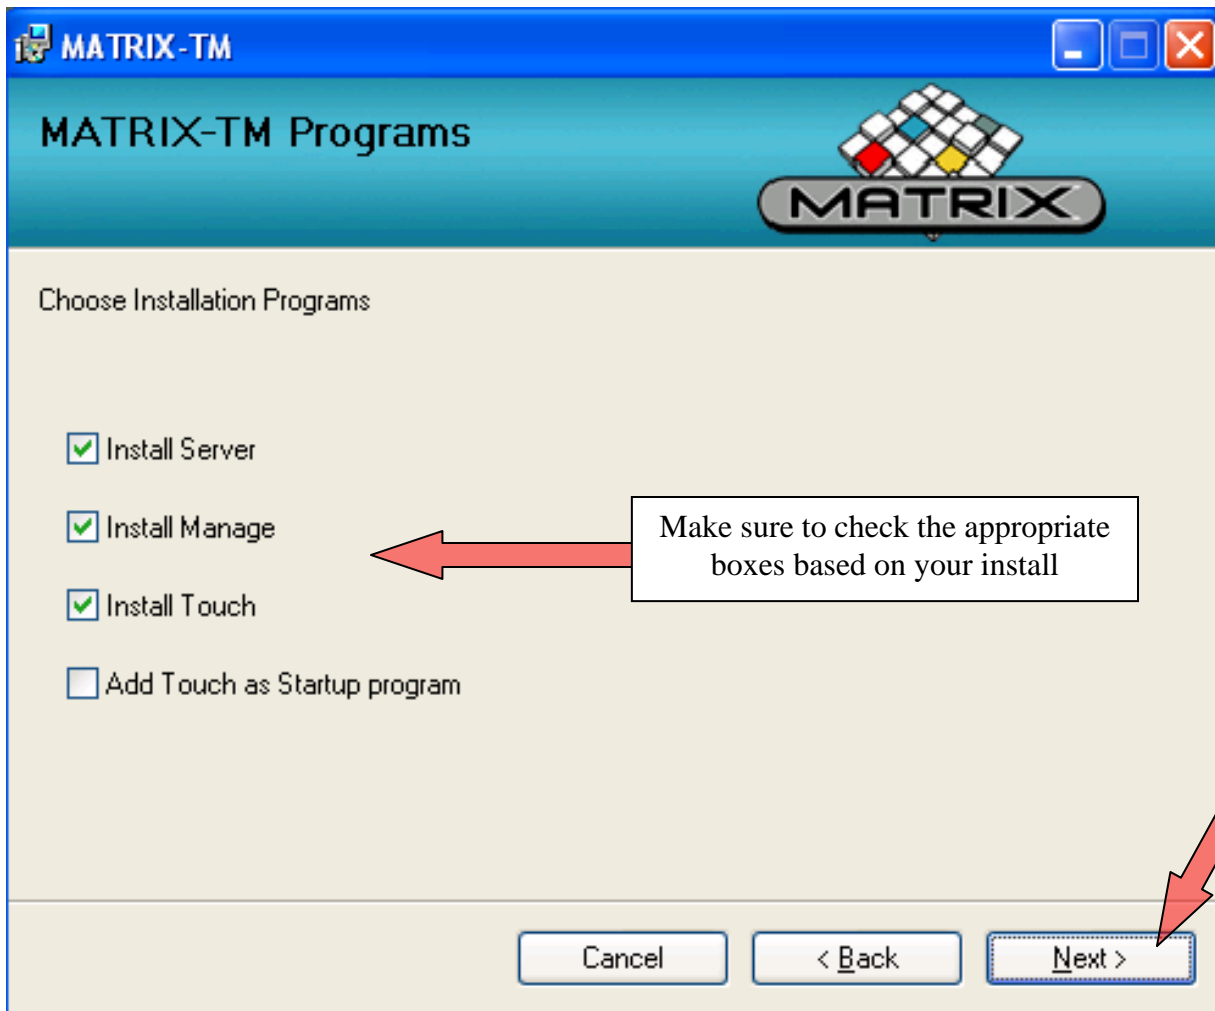 MATRIX-TM
MATRIX-TM Programs
MATRIX
Choose Installation Programs
Install Server
Install Manage
Make sure to check the appropriate
boxes based on your install
Install Touch
Add Touch as Startup program
Cancel
< Back
Next >